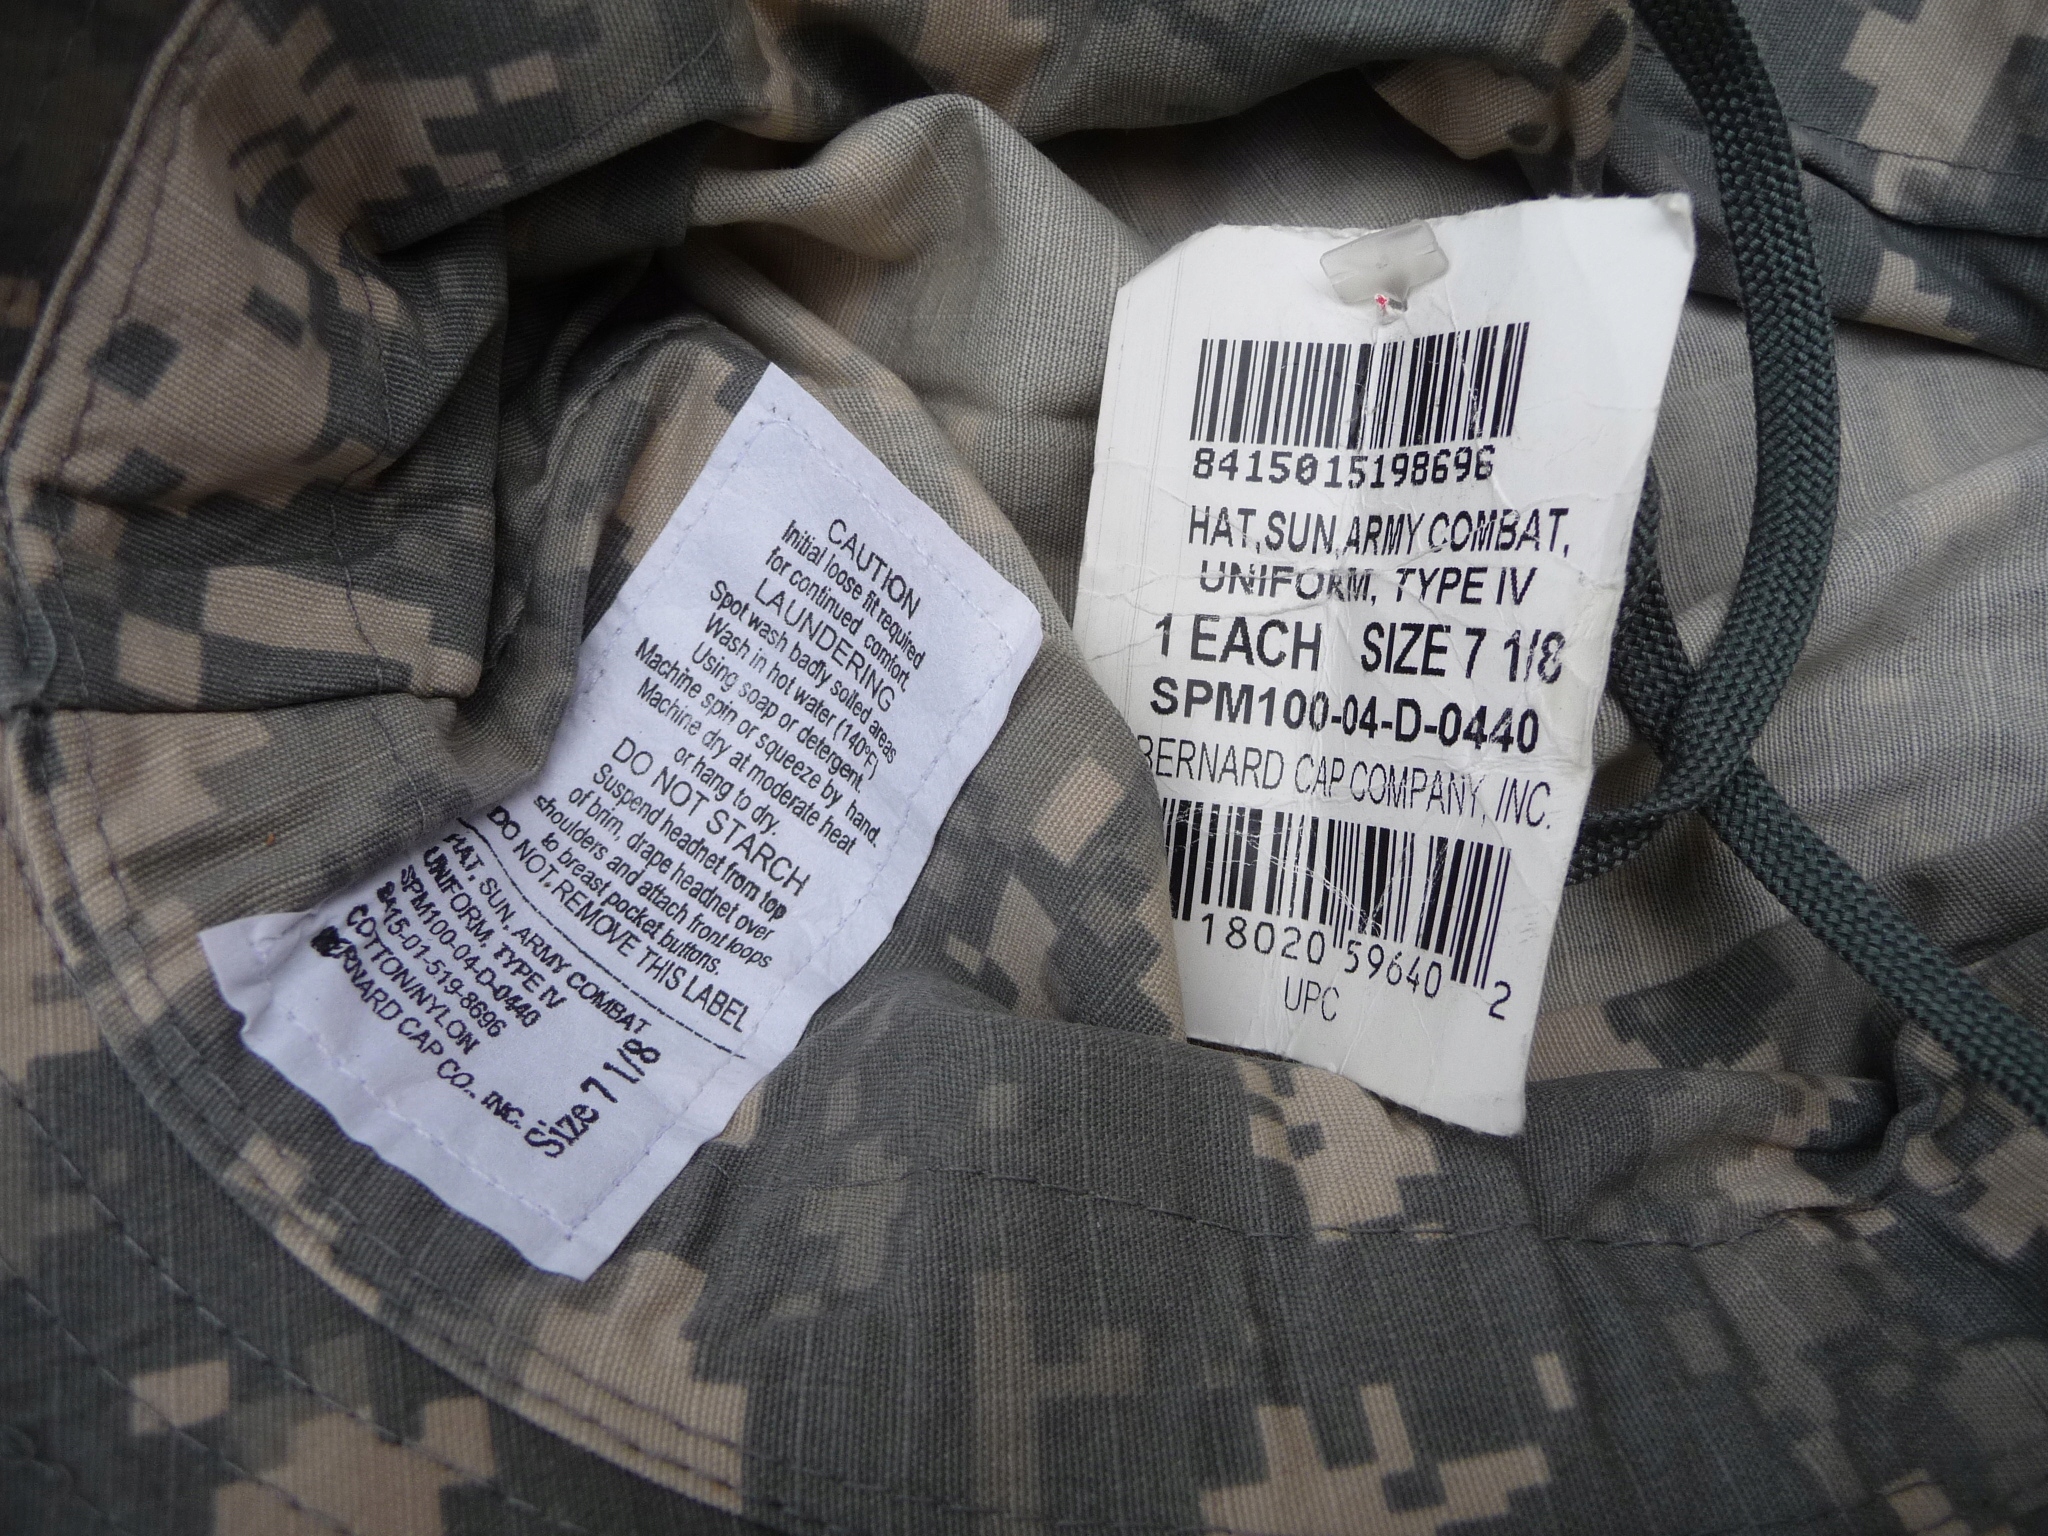 CAUTION
Initial loose fit required
for continued comfort.
LAUNDERING
Spot wash badly soiled areas
Wash in hot water (140°F)
Using soap or detergent.
Machine spin or squeeze by hand.
Machine dry at moderate heat
or hang to dry.
DO NOT STARCH
Suspend headnet from top
of brim, drape headnet over
shoulders and attach front loops
to breast pocket buttons.
DO NOT REMOVE THIS LABEL
HAT, SUN, ARMY COMBAT
UNIFORM, TYPE IV
SPM100-04-D-0440
8415-01-519-8696
COTTON/NYLON
BERNARD CAP CO., INC.
Size 7 1/8
8415015198696
HAT,SUN,ARMY COMBAT,
UNIFORM, TYPE IV
1 EACH SIZE 7 1/8
SPM100-04-D-0440
BERNARD CAP COMPANY, INC.
18020 59640 2
UPC